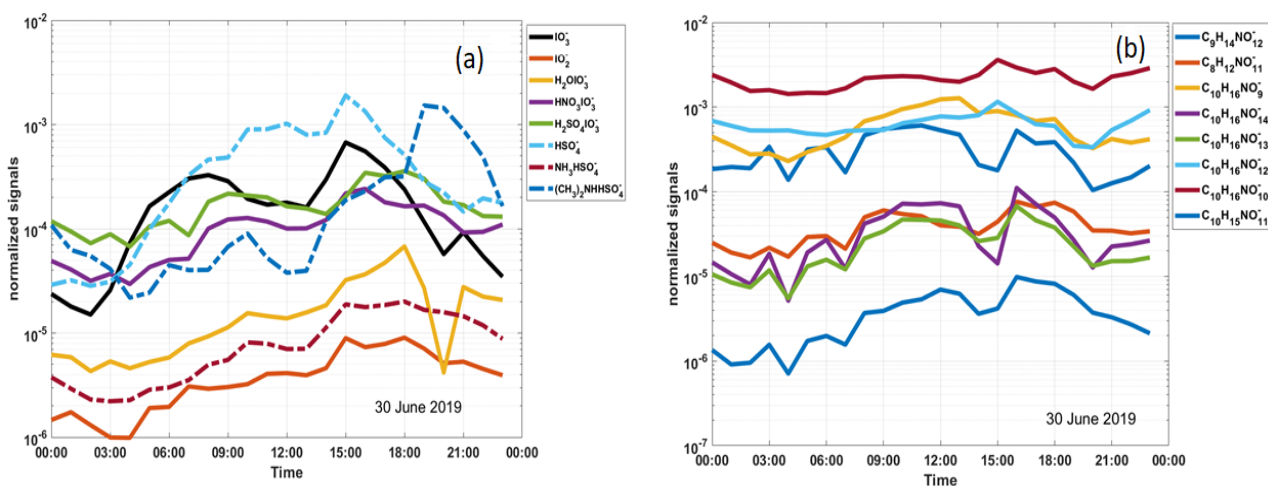 (a)
normalized signals
10⁻²
10⁻³
10⁻⁴
10⁻⁵
10⁻⁶
00:00 03:00 06:00 09:00 12:00 15:00 18:00 21:00 00:00
Time
30 June 2019
IO₃⁻
IO₂⁻
H₂OIO₃⁻
HNO₃IO₃⁻
H₂SO₄IO₃⁻
HSO₄⁻
NH₃HSO₄⁻
(CH₃)₂NHHSO₄⁻
(b)
normalized signals
10⁻²
10⁻³
10⁻⁴
10⁻⁵
10⁻⁶
10⁻⁷
00:00 03:00 06:00 09:00 12:00 15:00 18:00 21:00 00:00
Time
30 June 2019
C₉H₁₄NO₁₂⁻
C₈H₁₂NO₁₁⁻
C₁₀H₁₆NO₉⁻
C₁₀H₁₆NO₁₄⁻
C₁₀H₁₆NO₁₃⁻
C₁₀H₁₆NO₁₂⁻
C₁₀H₁₆NO₁₀⁻
C₁₀H₁₅NO₁₁⁻